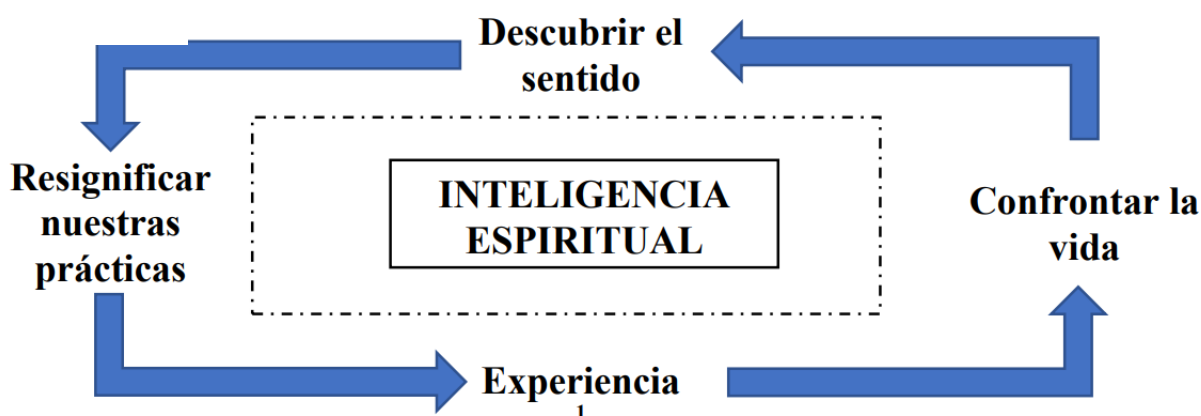 Descubrir el
sentido
Resignificar
nuestras
prácticas
INTELIGENCIA
ESPIRITUAL
Confrontar la
vida
Experiencia